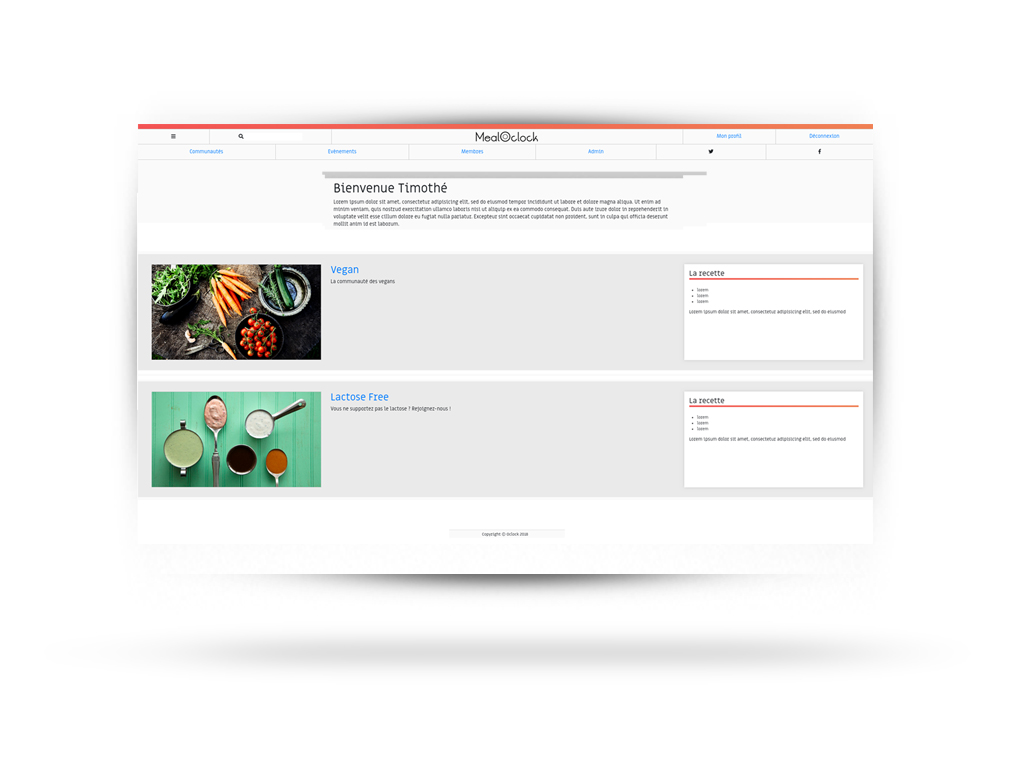 MealOclock
Mon profil
Déconnexion
Communautés
Evènements
Membres
Admin
Bienvenue Timothé
Lorem ipsum dolor sit amet, consectetur adipisicing elit, sed do eiusmod tempor incididunt ut labore et dolore magna aliqua. Ut enim ad
minim veniam, quis nostrud exercitation ullamco laboris nisi ut aliquip ex ea commodo consequat. Duis aute irure dolor in reprehenderit in
voluptate velit esse cillum dolore eu fugiat nulla pariatur. Excepteur sint occaecat cupidatat non proident, sunt in culpa qui officia deserunt
mollit anim id est laborum.
Vegan
La communauté des vegans
La recette
lorem
lorem
lorem
Lorem ipsum dolor sit amet, consectetur adipisicing elit, sed do eiusmod
Lactose Free
Vous ne supportez pas le lactose ? Rejoignez-nous !
La recette
lorem
lorem
lorem
Lorem ipsum dolor sit amet, consectetur adipisicing elit, sed do eiusmod
Copyright © Oclock 2018